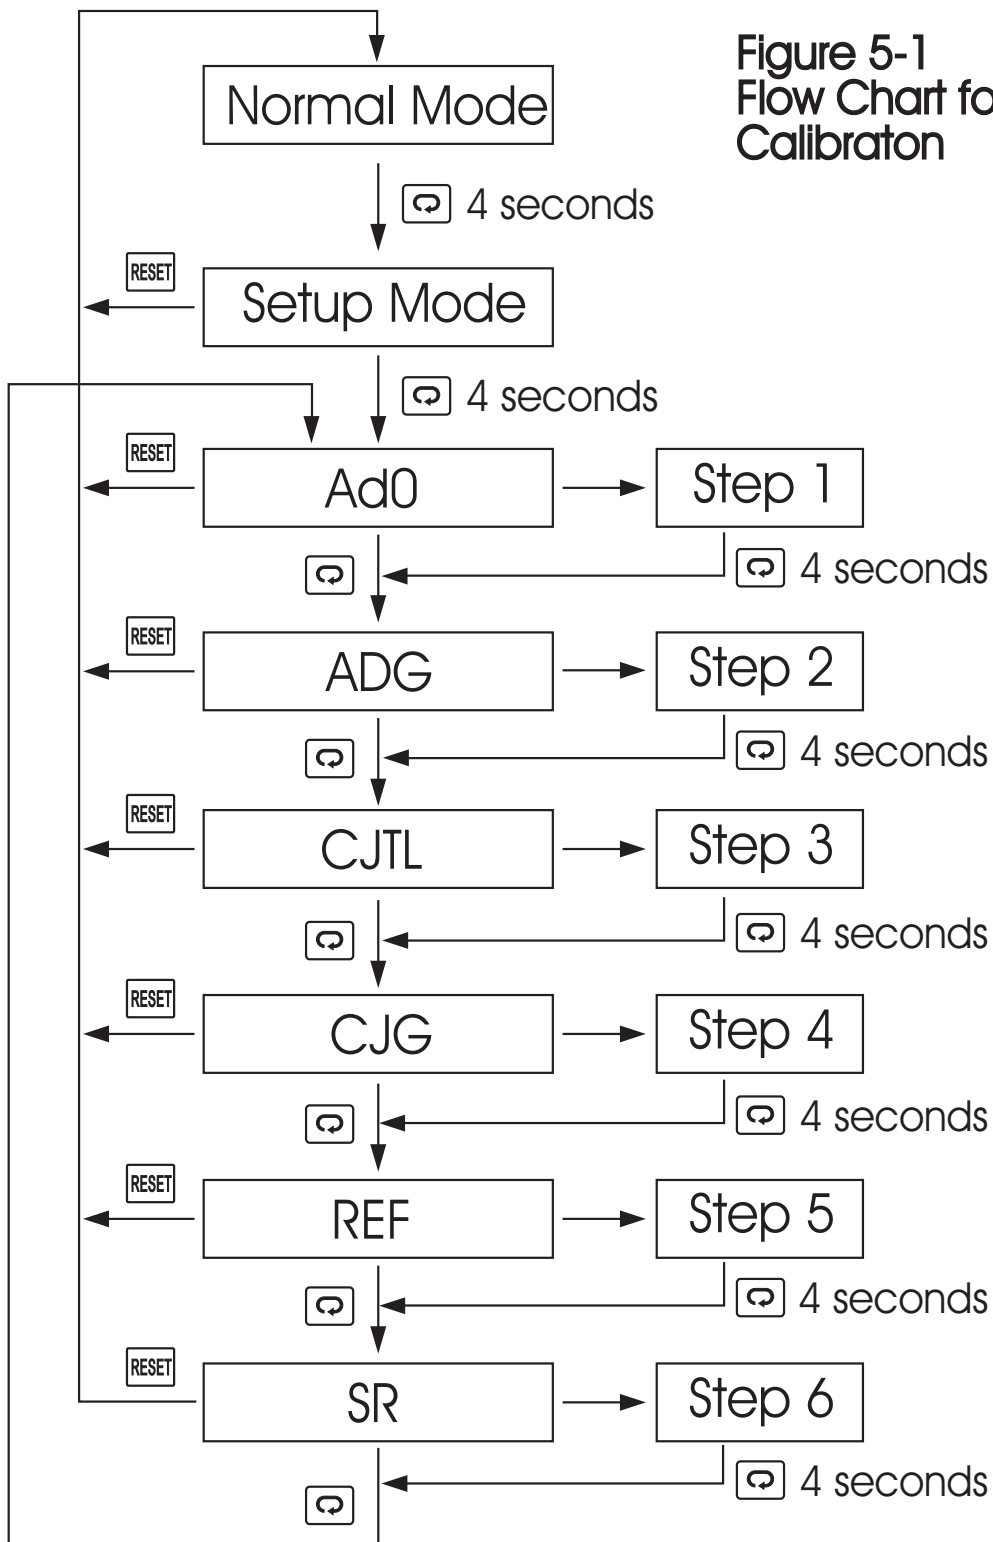 Figure 5-1
Flow Chart fo
Calibraton
Normal Mode
4 seconds
RESET
Setup Mode
4 seconds
RESET
Ad0
Step 1
4 seconds
RESET
ADG
Step 2
4 seconds
RESET
CJTL
Step 3
4 seconds
RESET
CJG
Step 4
4 seconds
RESET
REF
Step 5
4 seconds
RESET
SR
Step 6
4 seconds